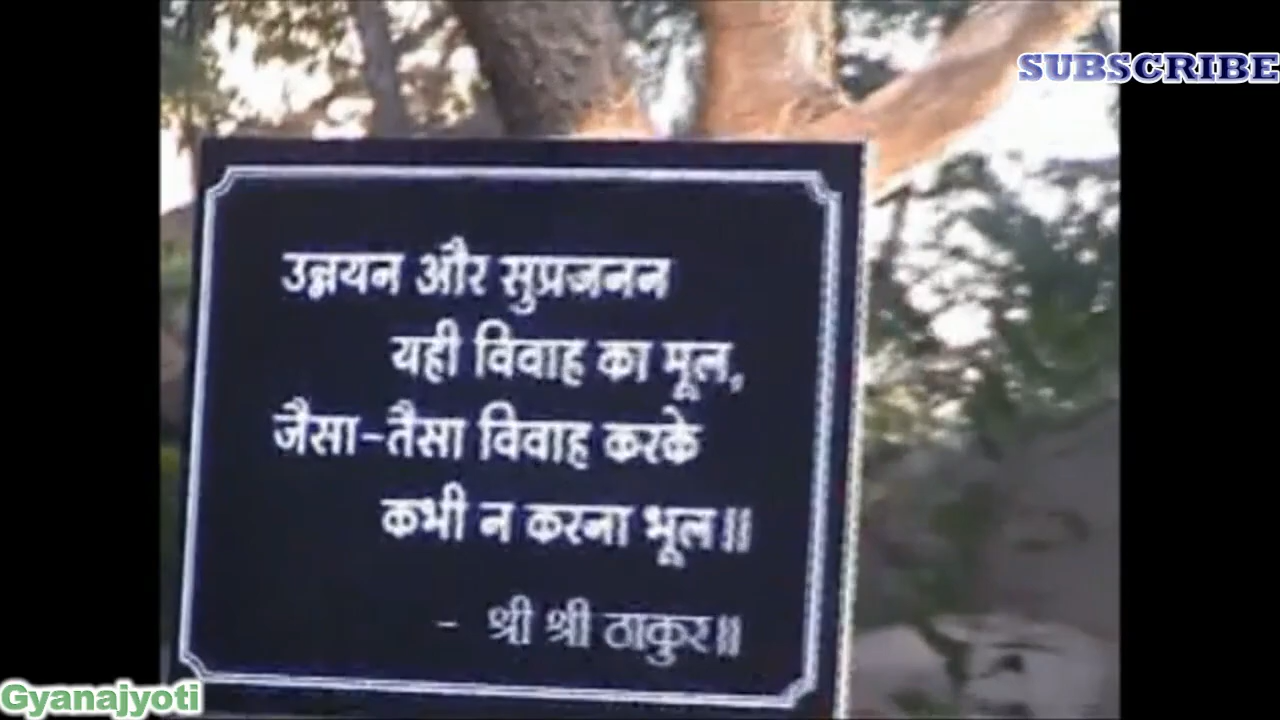 SUBSCRIBE
उन्नयन और सुप्रजनन
यही विवाह का मूल,
जैसा-तैसा विवाह करके
कभी न करना भूल॥
- श्री श्री ठाकुर॥
Gyanajyoti